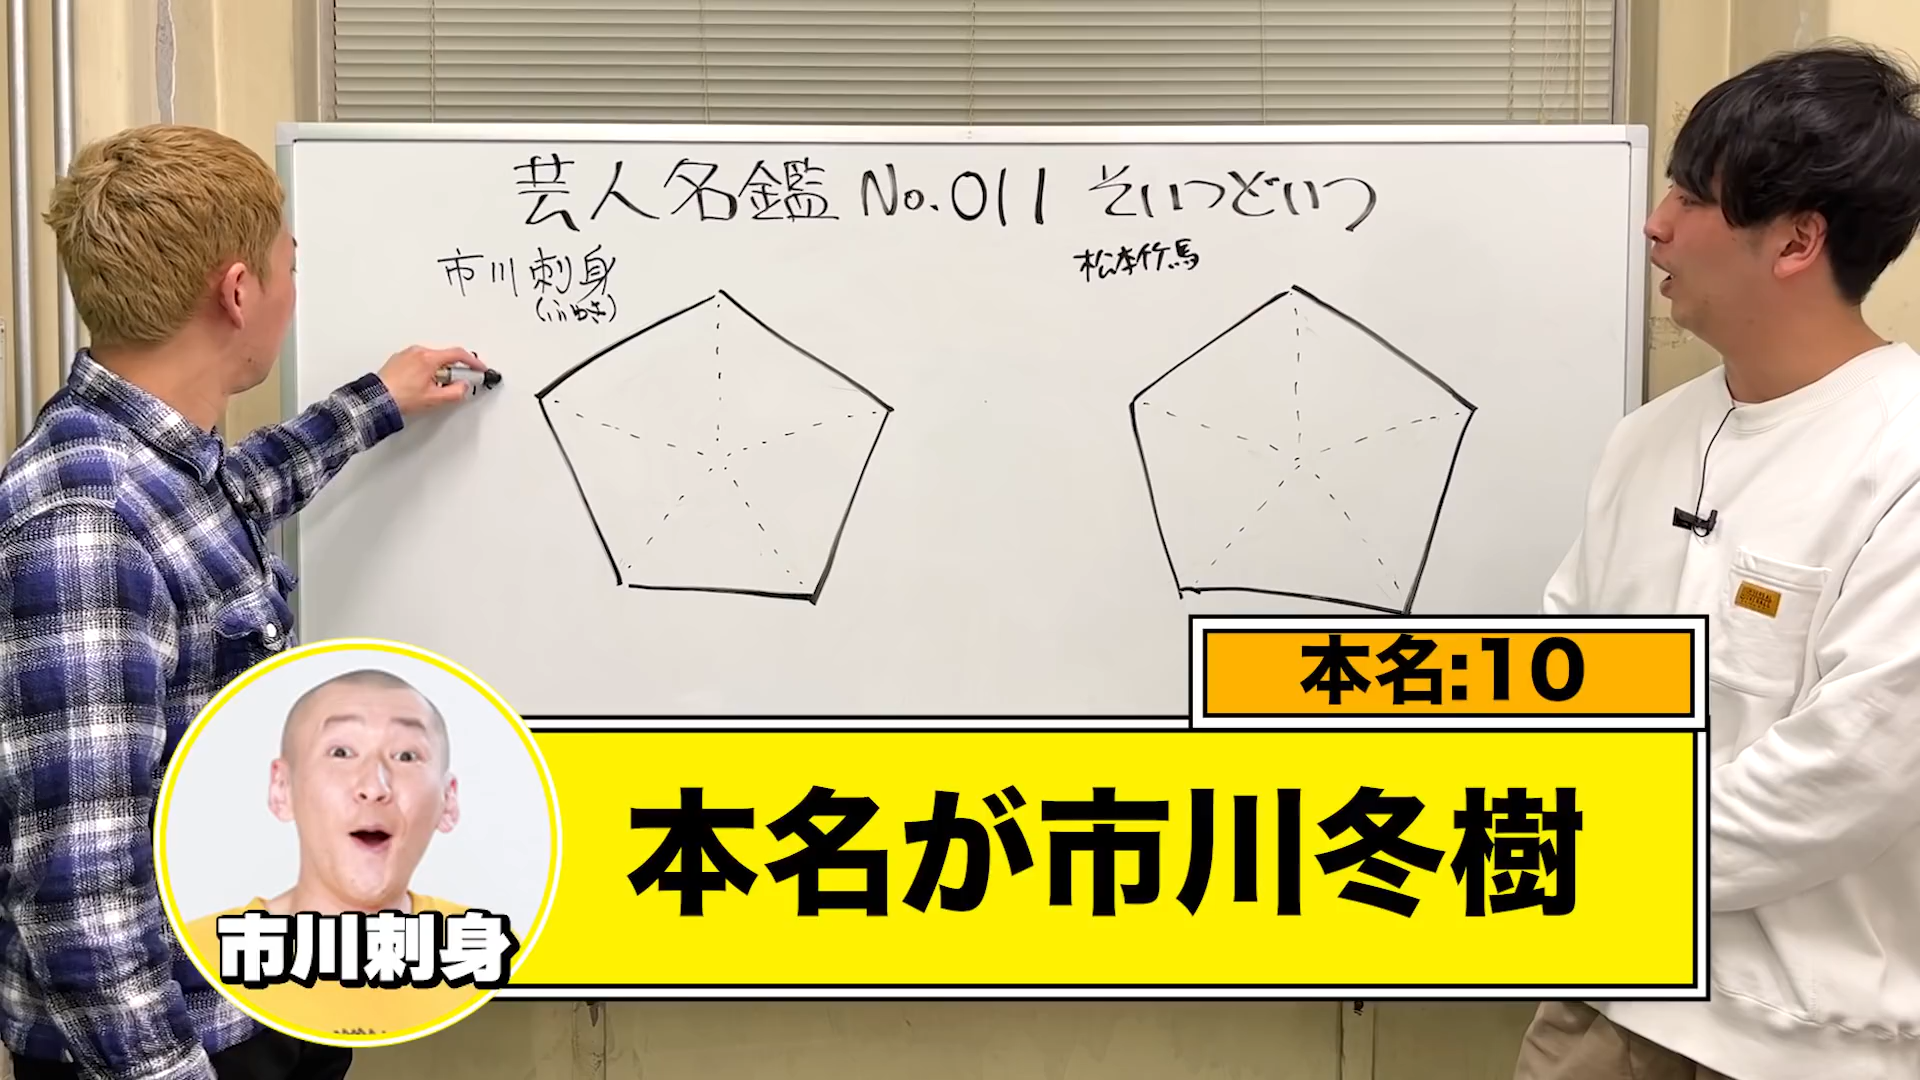 芸人名鑑 No.011 そいつどいつ
市川刺身
松本竹馬
本名:10
本名が市川冬樹
市川刺身